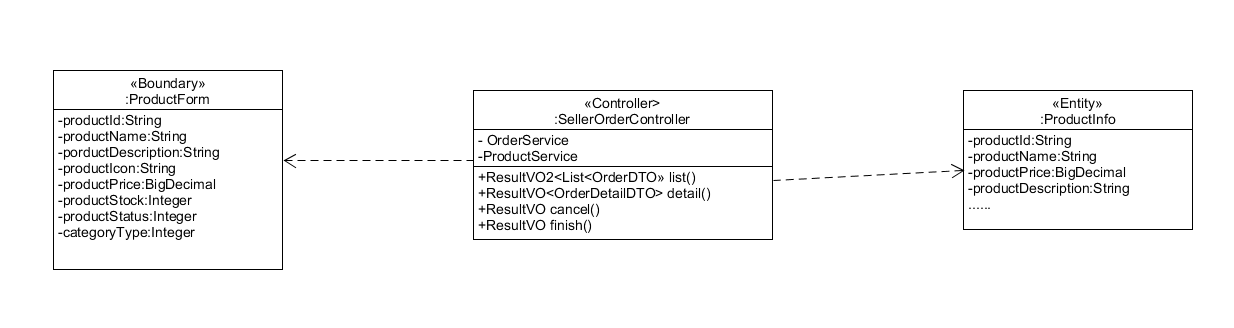 «Boundary»
:ProductForm
-productId:String
-productName:String
-porductDescription:String
-productIcon:String
-productPrice:BigDecimal
-productStock:Integer
-productStatus:Integer
-categoryType:Integer
«Controller>
:SellerOrderController
- OrderService
-ProductService
+ResultVO2<List<OrderDTO» list()
+ResultVO<OrderDetailDTO> detail()
+ResultVO cancel()
+ResultVO finish()
«Entity»
:ProductInfo
-productId:String
-productName:String
-productPrice:BigDecimal
-productDescription:String
......